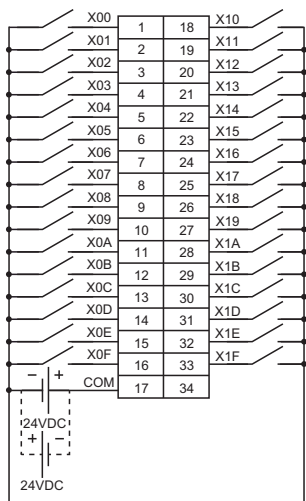 X00 1 18 X10
X01 2 19 X11
X02 3 20 X12
X03 4 21 X13
X04 5 22 X14
X05 6 23 X15
X06 7 24 X16
X07 8 25 X17
X08 9 26 X18
X09 10 27 X19
X0A 11 28 X1A
X0B 12 29 X1B
X0C 13 30 X1C
X0D 14 31 X1D
X0E 15 32 X1E
X0F 16 33 X1F
− + COM 17 34
24VDC
+ −
24VDC